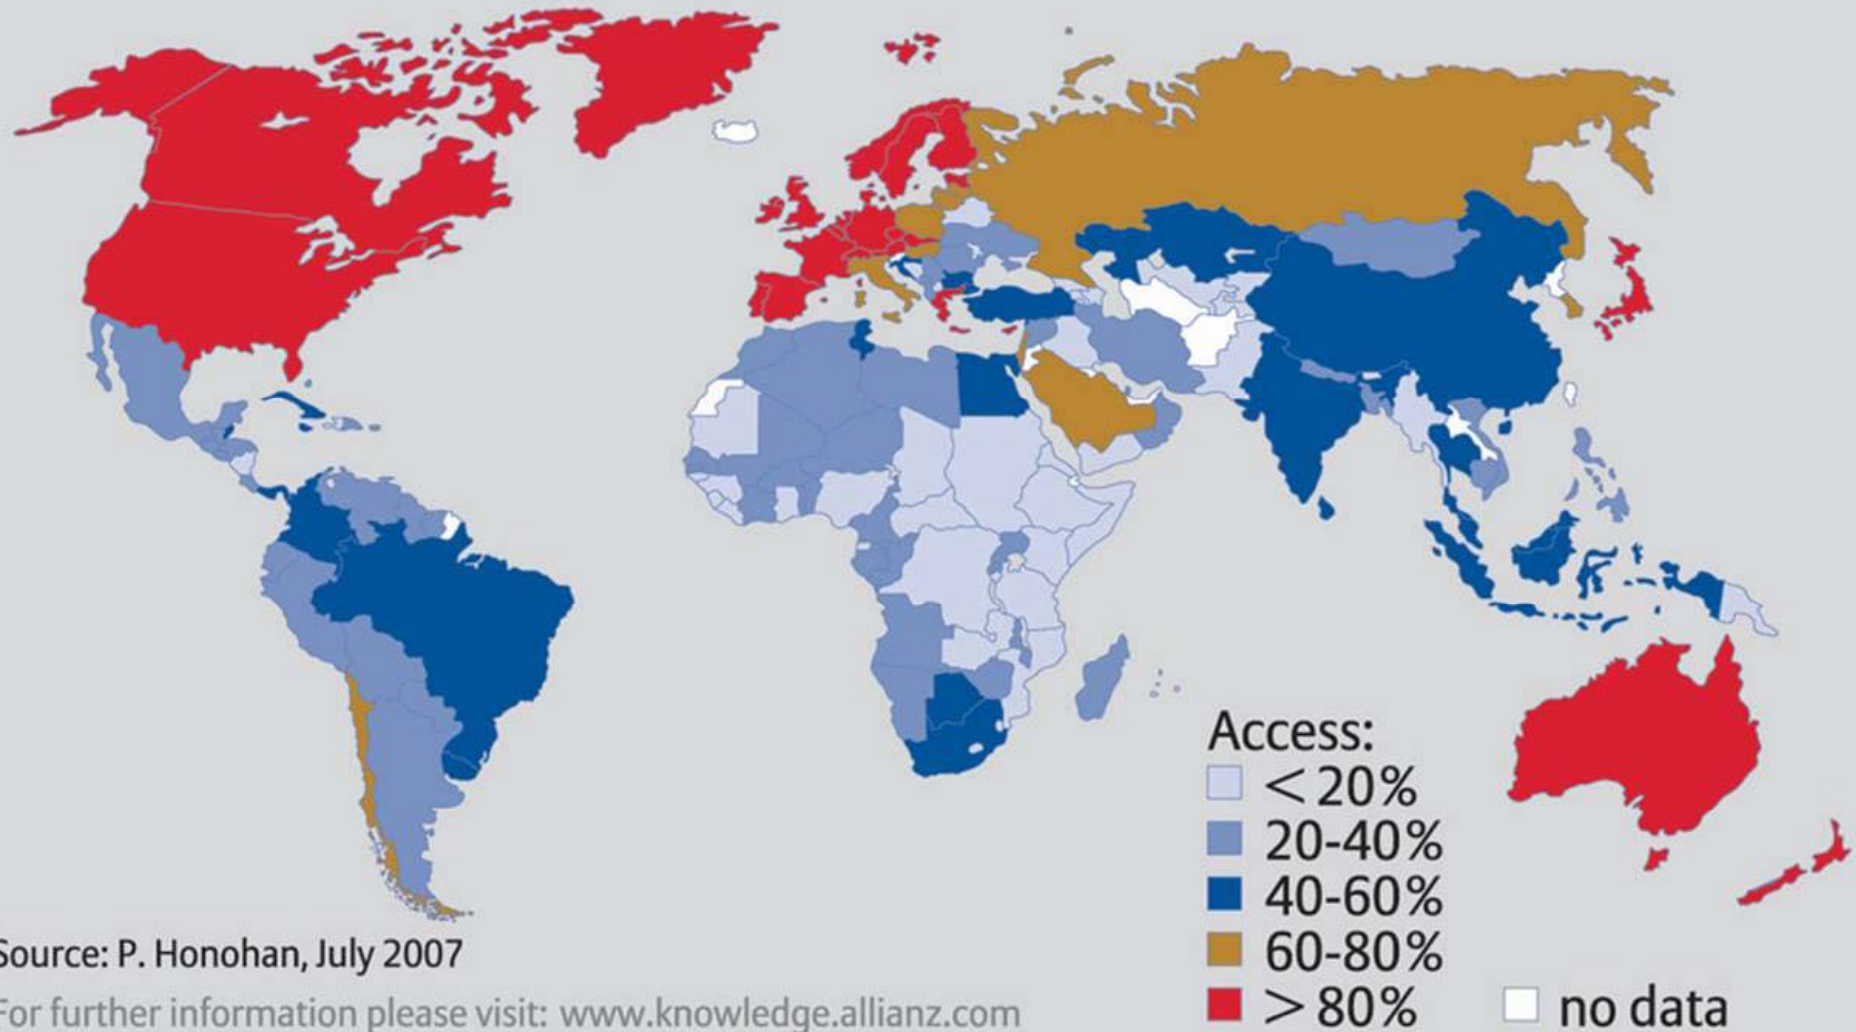 Access:
<20%
20-40%
40-60%
60-80%
>80%
no data
Source: P. Honohan, July 2007
For further information please visit: www.knowledge.allianz.com